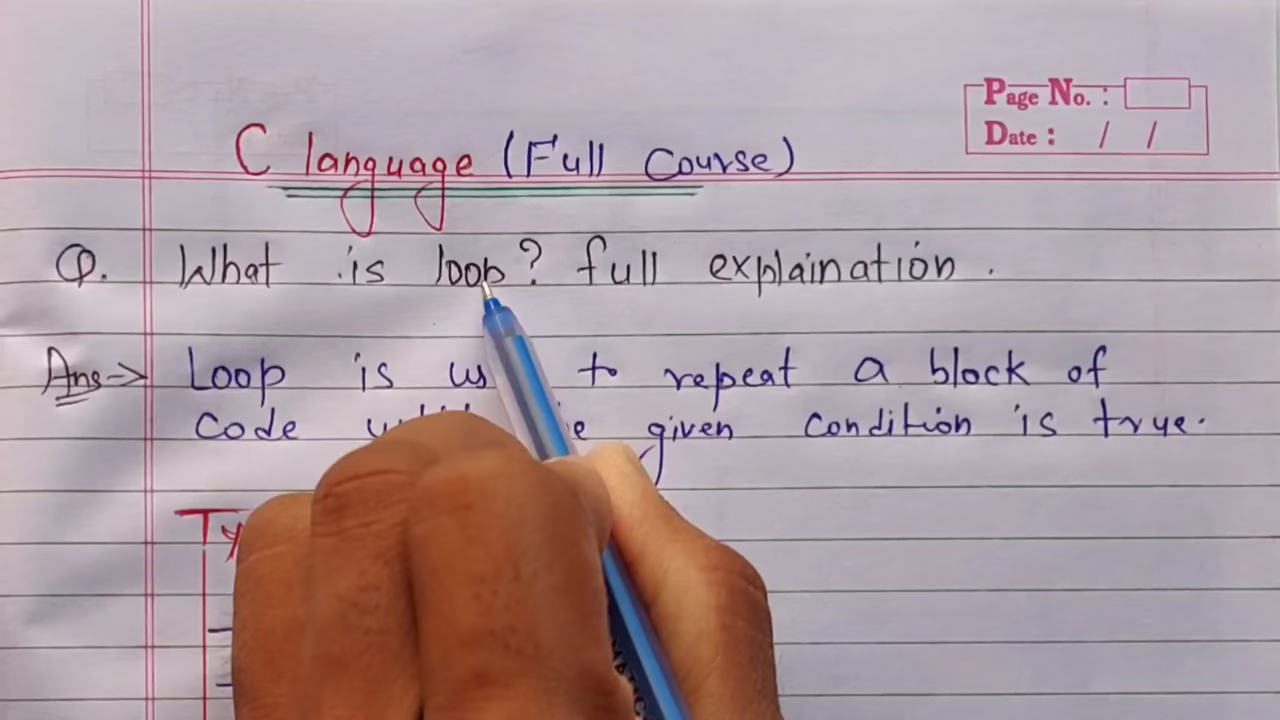 Page No. :
Date : / /
C language (Full Course)
Q. What is loop? full explaination.
Ans-> Loop is to repeat a block of
Code given condition is true.